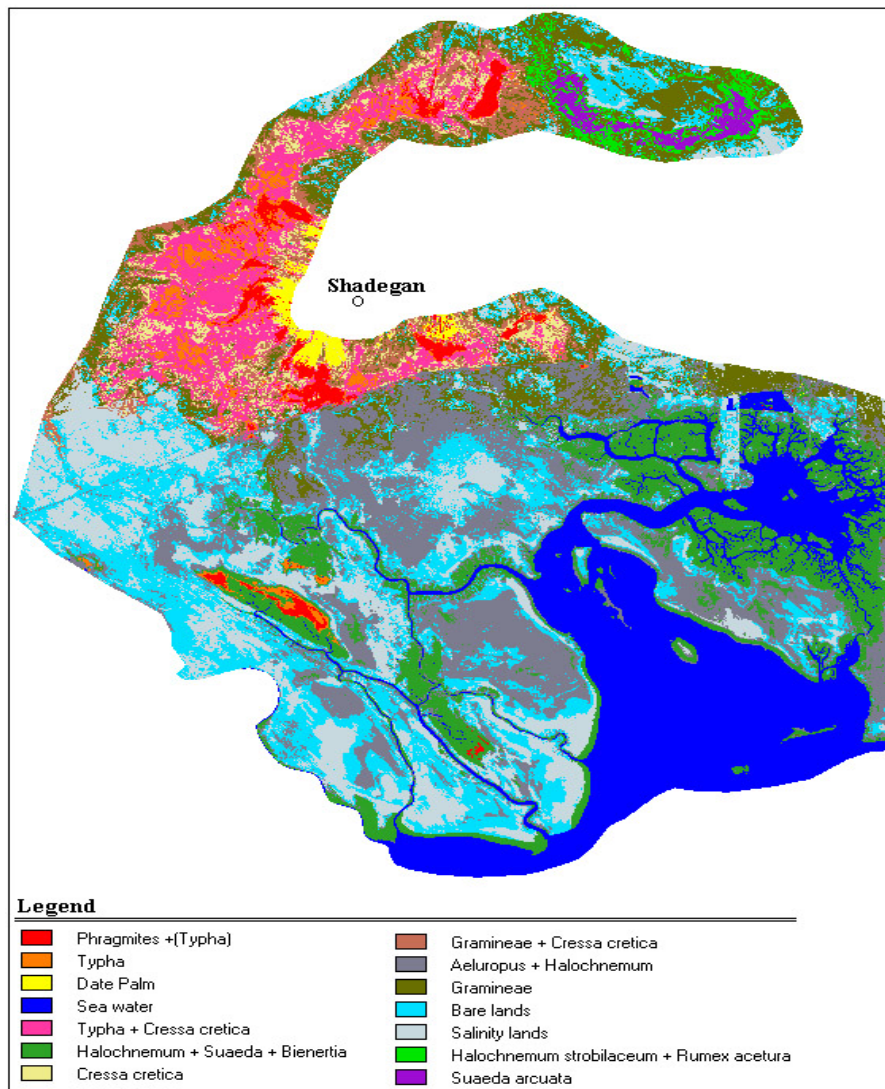 Shadegan
Legend
Phragmites +(Typha)
Typha
Date Palm
Sea water
Typha + Cressa cretica
Halochnemum + Suaeda + Bienertia
Cressa cretica
Gramineae + Cressa cretica
Aeluropus + Halochnemum
Gramineae
Bare lands
Salinity lands
Halochnemum strobilaceum + Rumex acetura
Suaeda arcuata